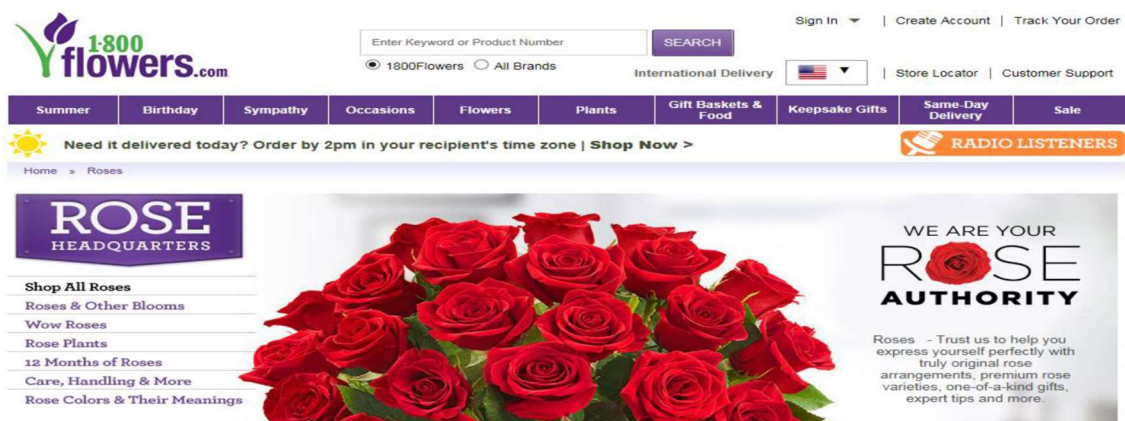 1·800
flowers.com
Enter Keyword or Product Number
SEARCH
1800Flowers All Brands
Sign In | Create Account | Track Your Order
International Delivery | Store Locator | Customer Support
Summer Birthday Sympathy Occasions Flowers Plants Gift Baskets & Food Keepsake Gifts Same-Day Delivery Sale
Need it delivered today? Order by 2pm in your recipient's time zone | Shop Now >
RADIO LISTENERS
Home » Roses
ROSE
HEADQUARTERS
Shop All Roses
Roses & Other Blooms
Wow Roses
Rose Plants
12 Months of Roses
Care, Handling & More
Rose Colors & Their Meanings
WE ARE YOUR
ROSE
AUTHORITY
Roses - Trust us to help you
express yourself perfectly with
truly original rose
arrangements, premium rose
varieties, one-of-a-kind gifts,
expert tips and more.